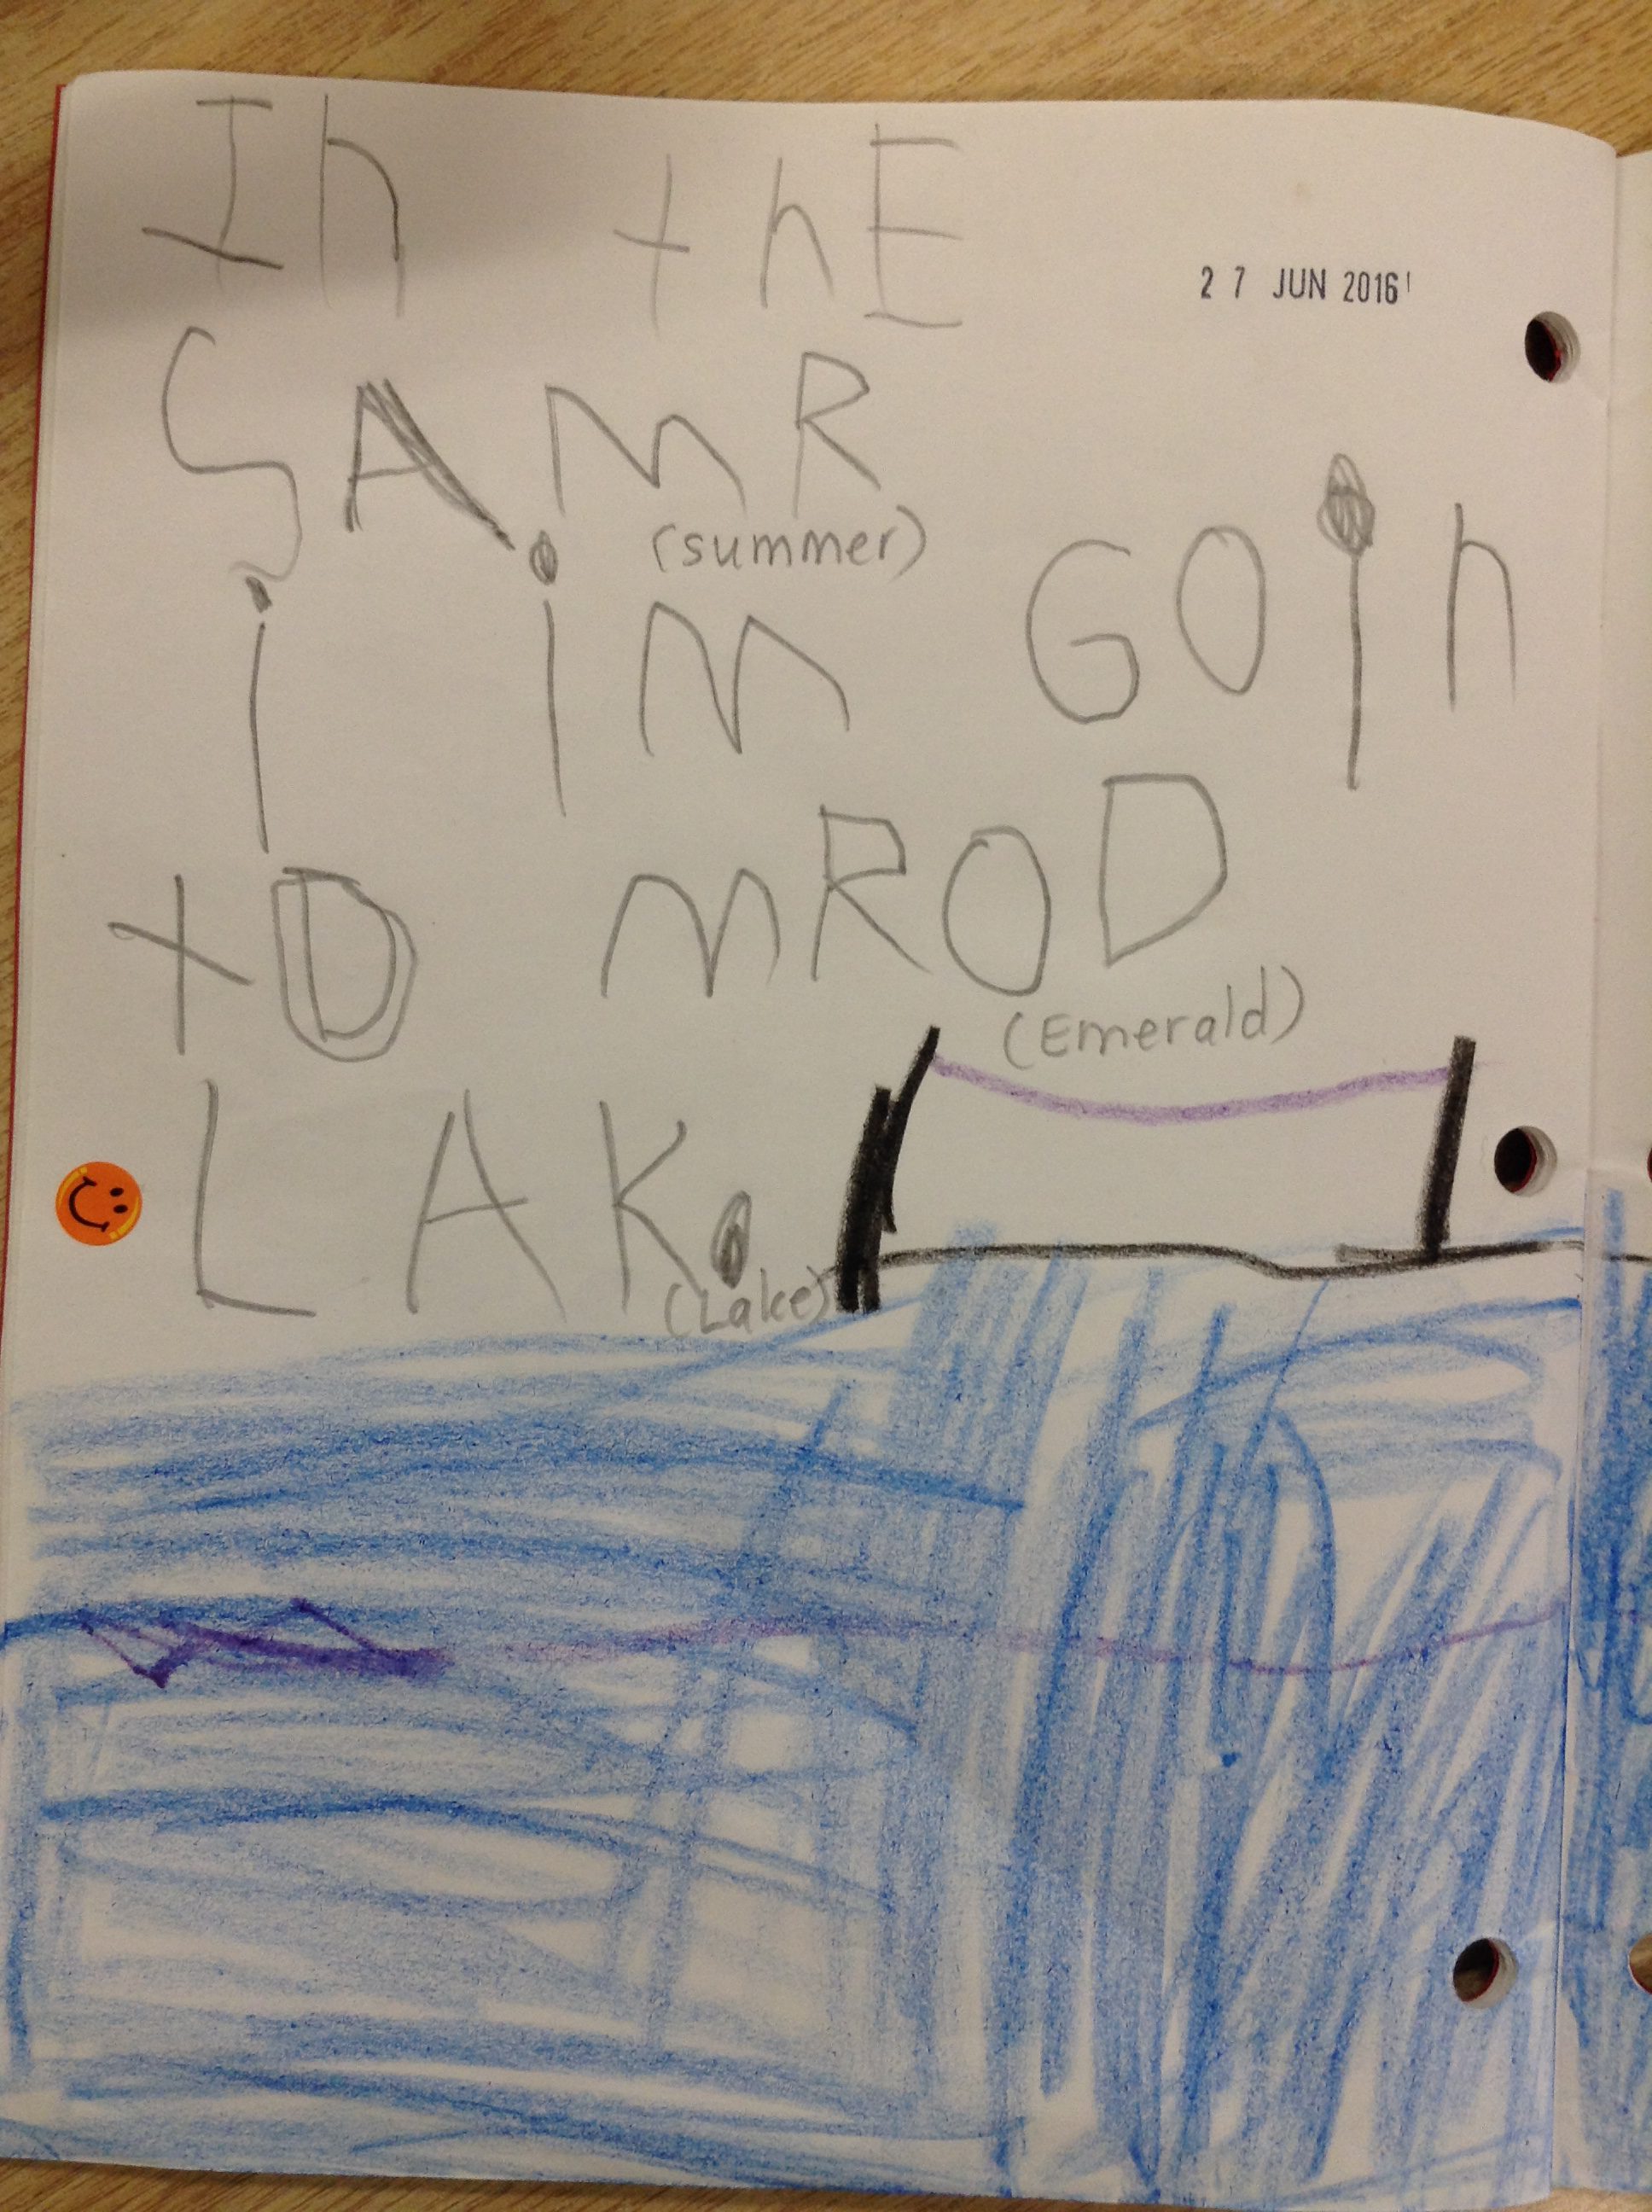 In thE
27 JUN 2016
SAMR
(summer)
i im GOin
tO mROD
(Emerald)
LAK.
(Lake)